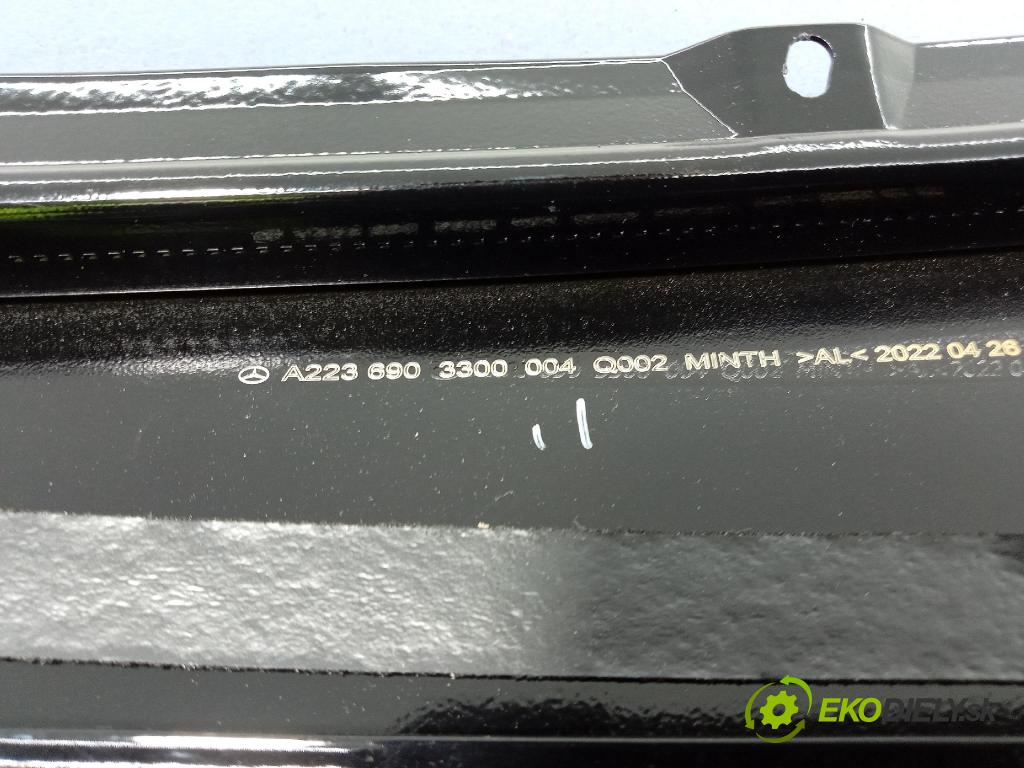 A223 690 3300 004 Q002 MINTH >AL< 2022 04 26
EKODIELY.sk